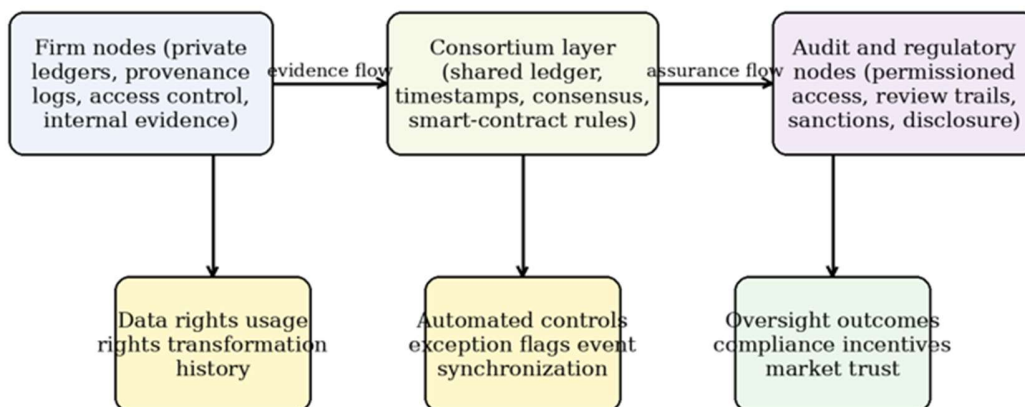 Firm nodes (private
ledgers, provenance
logs, access control,
internal evidence)
evidence flow
Consortium layer
(shared ledger,
timestamps, consensus,
smart-contract rules)
assurance flow
Audit and regulatory
nodes (permissioned
access, review trails,
sanctions, disclosure)
Data rights usage
rights transformation
history
Automated controls
exception flags event
synchronization
Oversight outcomes
compliance incentives
market trust